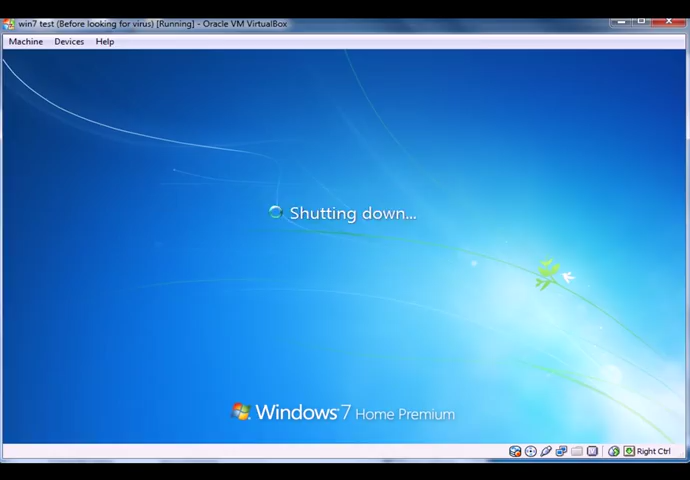 win7 test (Before looking for virus) [Running] - Oracle VM VirtualBox
Machine Devices Help
Shutting down...
Windows 7 Home Premium
Right Ctrl